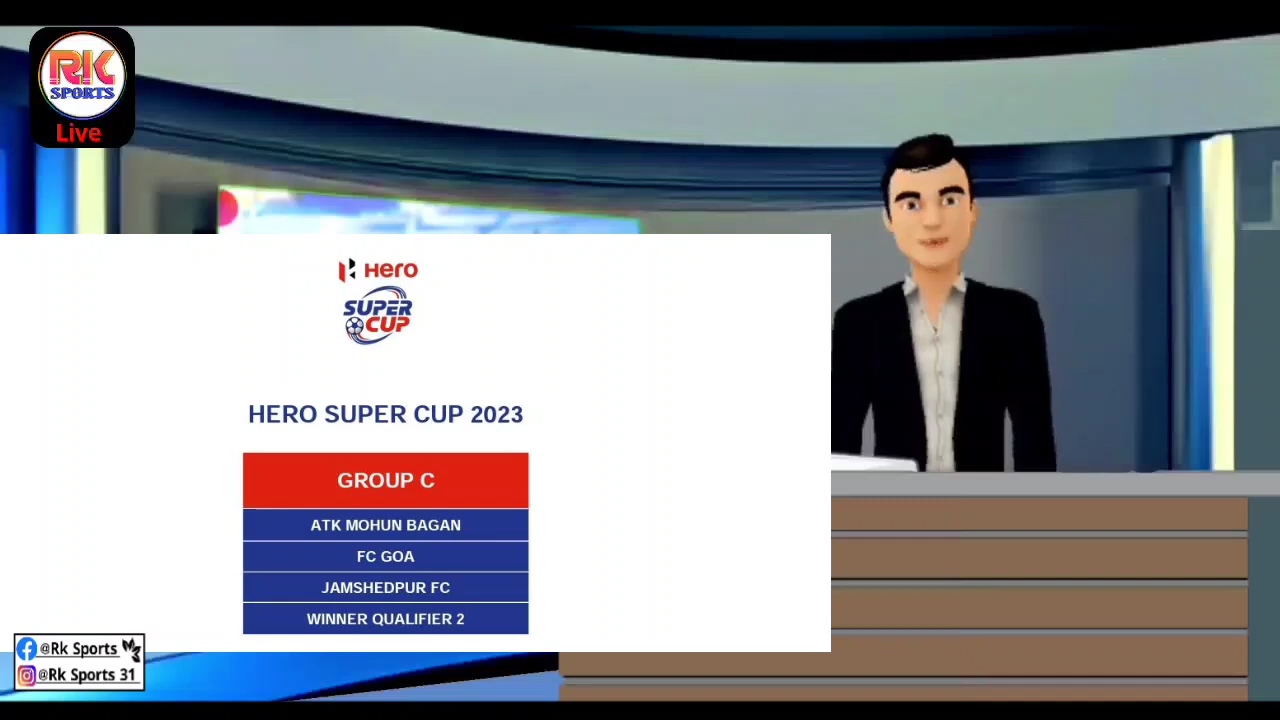 RK
SPORTS
Live
Hero
SUPER
CUP
HERO SUPER CUP 2023
GROUP C
ATK MOHUN BAGAN
FC GOA
JAMSHEDPUR FC
WINNER QUALIFIER 2
@Rk Sports
@Rk Sports 31